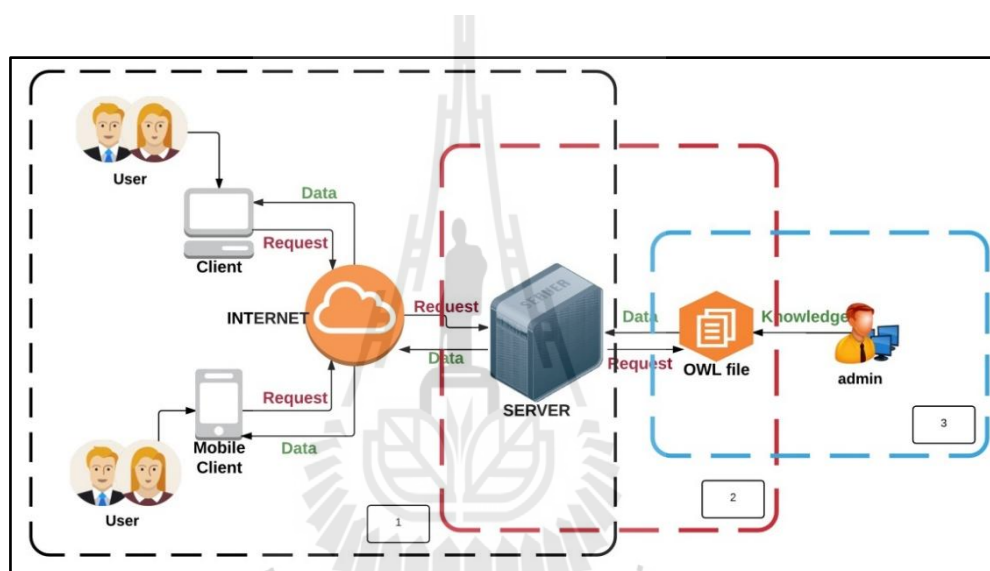 User
Data
Request
Client
INTERNET
Request
Data
SERVER
SERVER
Data
Request
OWL file
Knowledge
admin
Request
Data
Mobile
Client
User
1
2
3